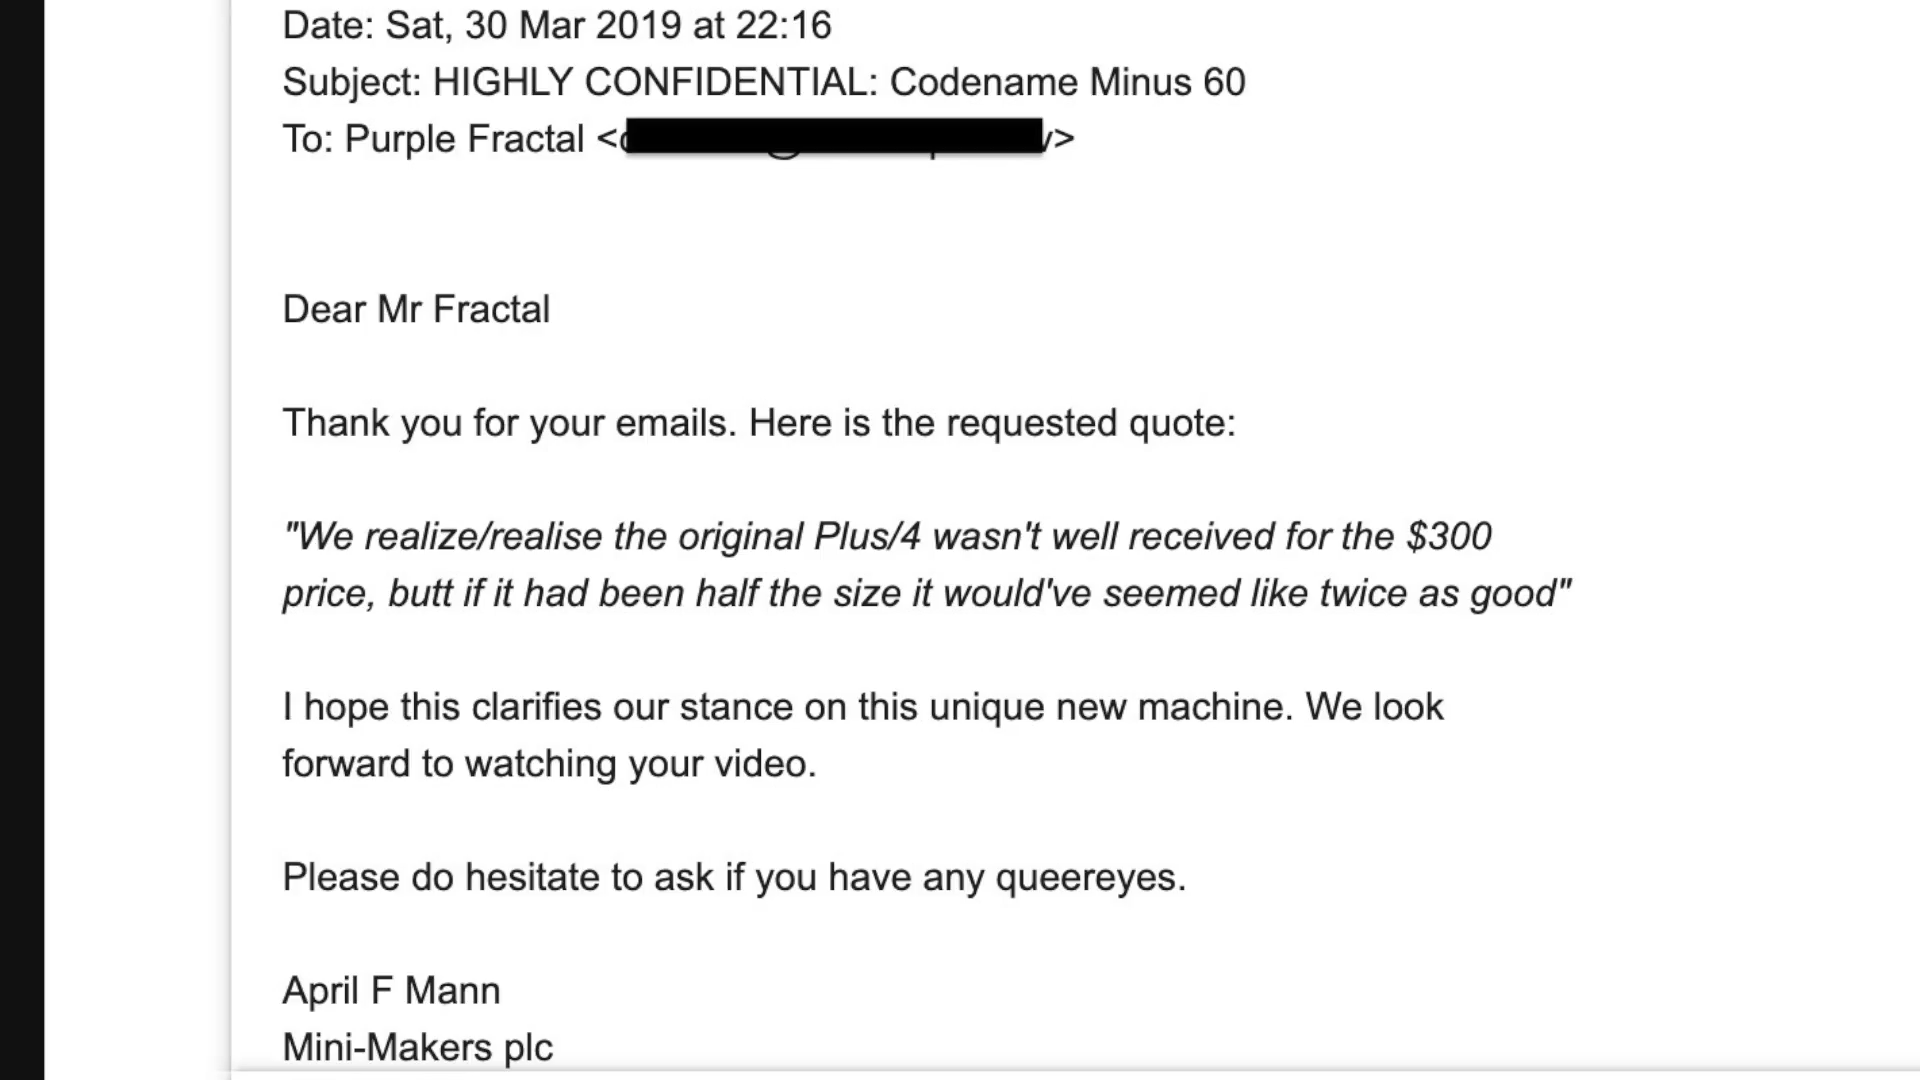 Date: Sat, 30 Mar 2019 at 22:16
Subject: HIGHLY CONFIDENTIAL: Codename Minus 60
To: Purple Fractal < >
Dear Mr Fractal
Thank you for your emails. Here is the requested quote:
"We realize/realise the original Plus/4 wasn't well received for the $300
price, butt if it had been half the size it would've seemed like twice as good"
I hope this clarifies our stance on this unique new machine. We look
forward to watching your video.
Please do hesitate to ask if you have any queereyes.
April F Mann
Mini-Makers plc